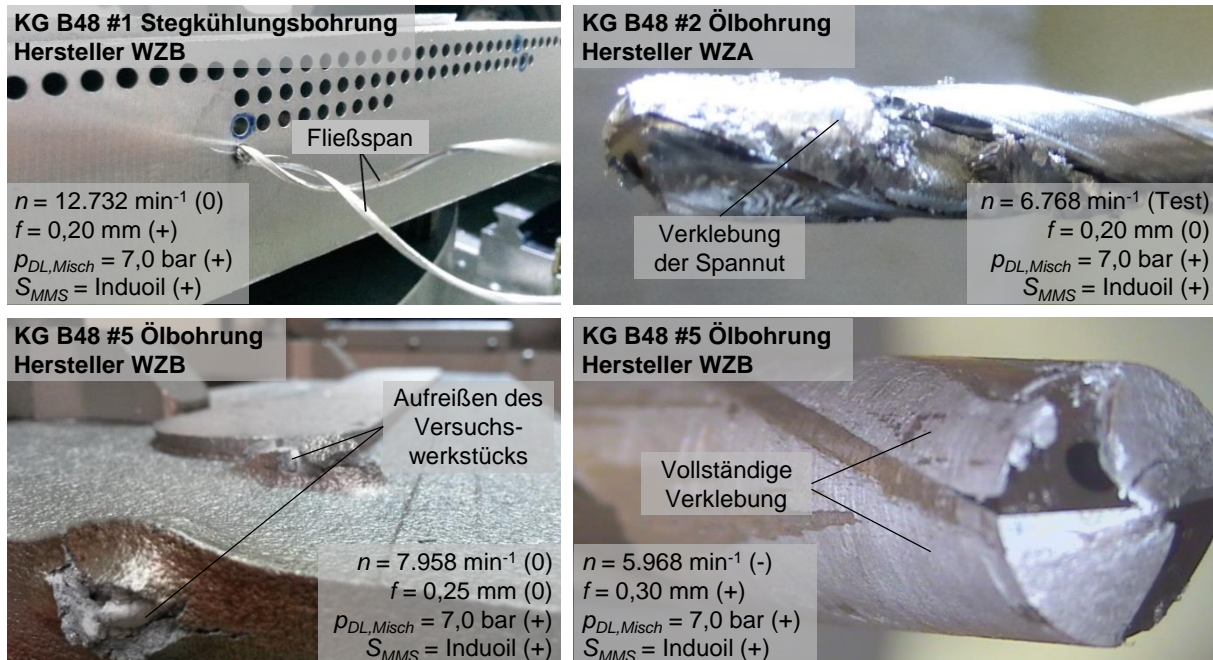 KG B48 #1 Stegkühlungsbohrung
Hersteller WZB
Fließspan
n = 12.732 min-1 (0)
f = 0,20 mm (+)
pDL,Misch = 7,0 bar (+)
SMMS = Induoil (+)
KG B48 #2 Ölbohrung
Hersteller WZA
Verklebung
der Spannut
n = 6.768 min-1 (Test)
f = 0,20 mm (0)
pDL,Misch = 7,0 bar (+)
SMMS = Induoil (+)
KG B48 #5 Ölbohrung
Hersteller WZB
Aufreißen des
Versuchs-
werkstücks
n = 7.958 min-1 (0)
f = 0,25 mm (0)
pDL,Misch = 7,0 bar (+)
SMMS = Induoil (+)
KG B48 #5 Ölbohrung
Hersteller WZB
Vollständige
Verklebung
n = 5.968 min-1 (-)
f = 0,30 mm (+)
pDL,Misch = 7,0 bar (+)
SMMS = Induoil (+)